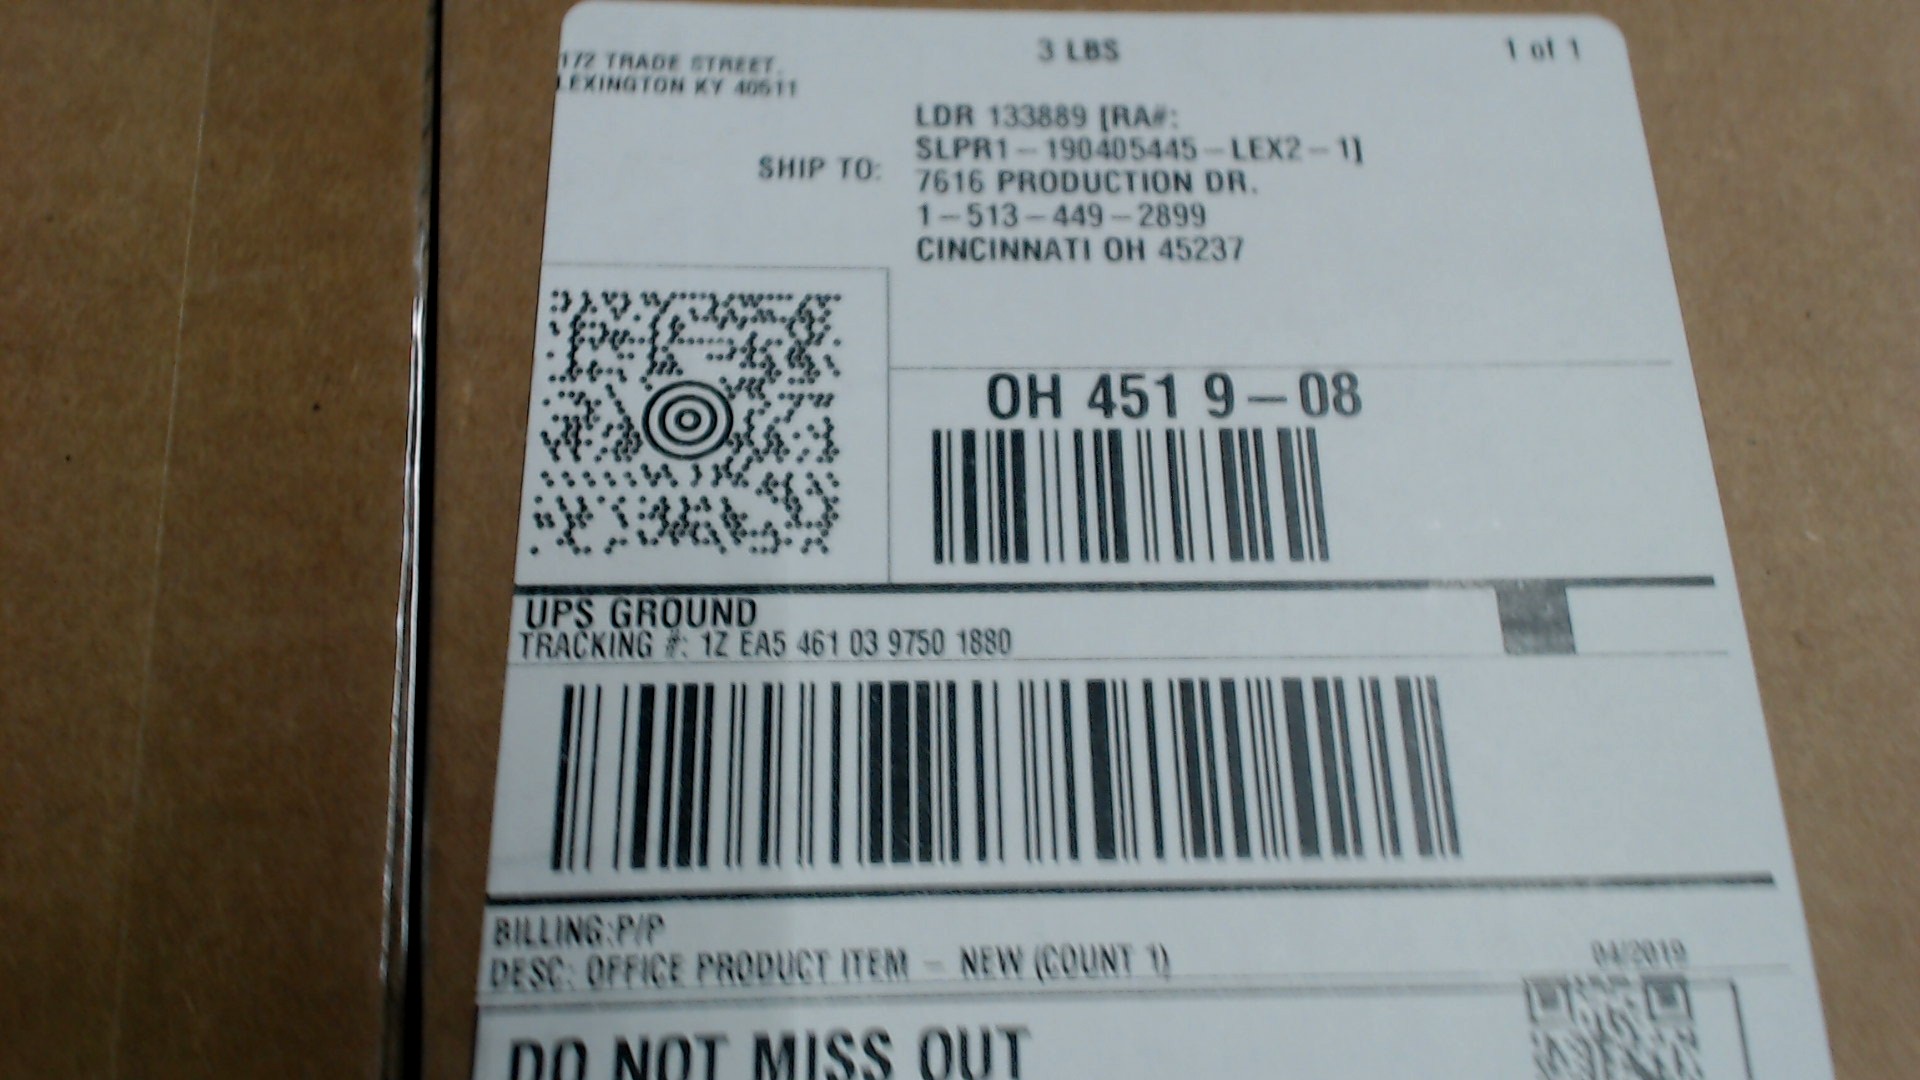 172 TRADE STREET.
LEXINGTON KY 40511
3 LBS
1 of 1
SHIP TO:
LDR 133889 [RA#:
SLPR1-190405445-LEX2-1]
7616 PRODUCTION DR.
1-513-449-2899
CINCINNATI OH 45237
OH 451 9-08
UPS GROUND
TRACKING #: 1Z EA5 461 03 9750 1880
BILLING:P/P
DESC: OFFICE PRODUCT ITEM - NEW (COUNT 1)
04/2019
DO NOT MISS OUT